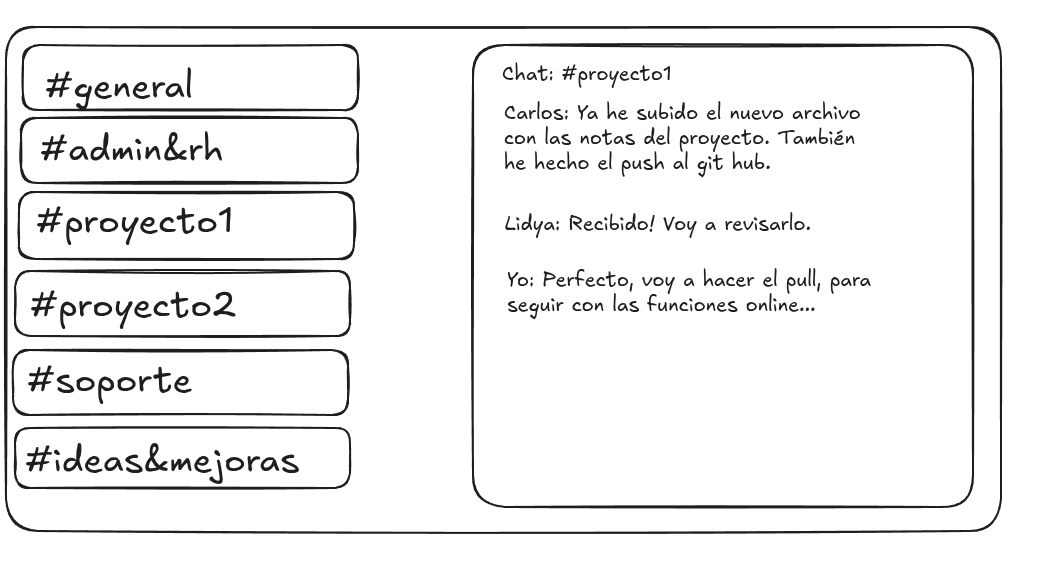 #general
#admin&rh
#proyecto1
#proyecto2
#soporte
#ideas&mejoras
Chat: #proyecto1
Carlos: Ya he subido el nuevo archivo
con las notas del proyecto. También
he hecho el push al git hub.
Lidya: Recibido! Voy a revisarlo.
Yo: Perfecto, voy a hacer el pull, para
seguir con las funciones online...